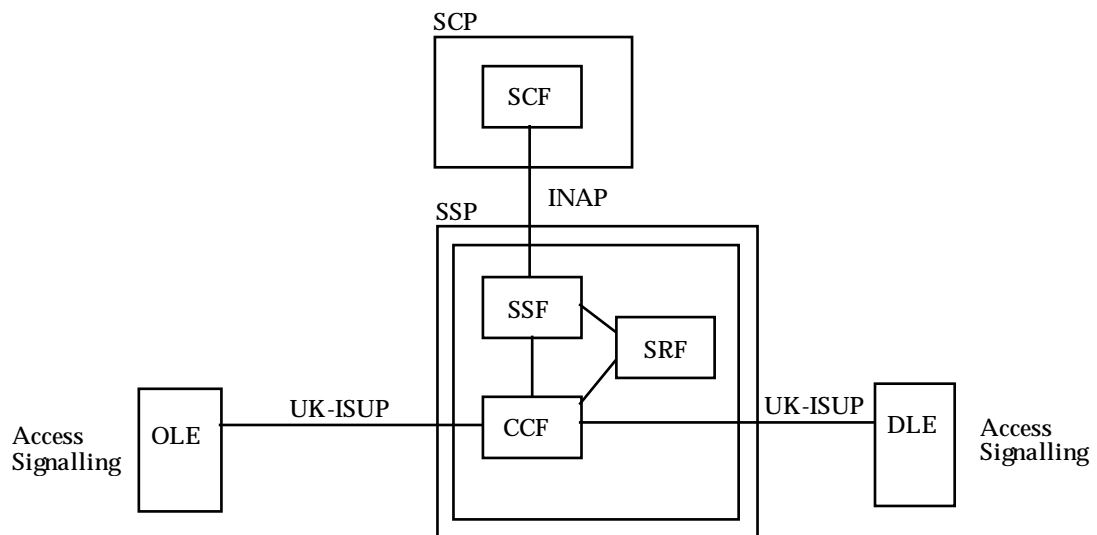 SCP
SCF
INAP
SSP
SSF
SRF
UK-ISUP
UK-ISUP
Access
Signalling
OLE
CCF
DLE
Access
Signalling